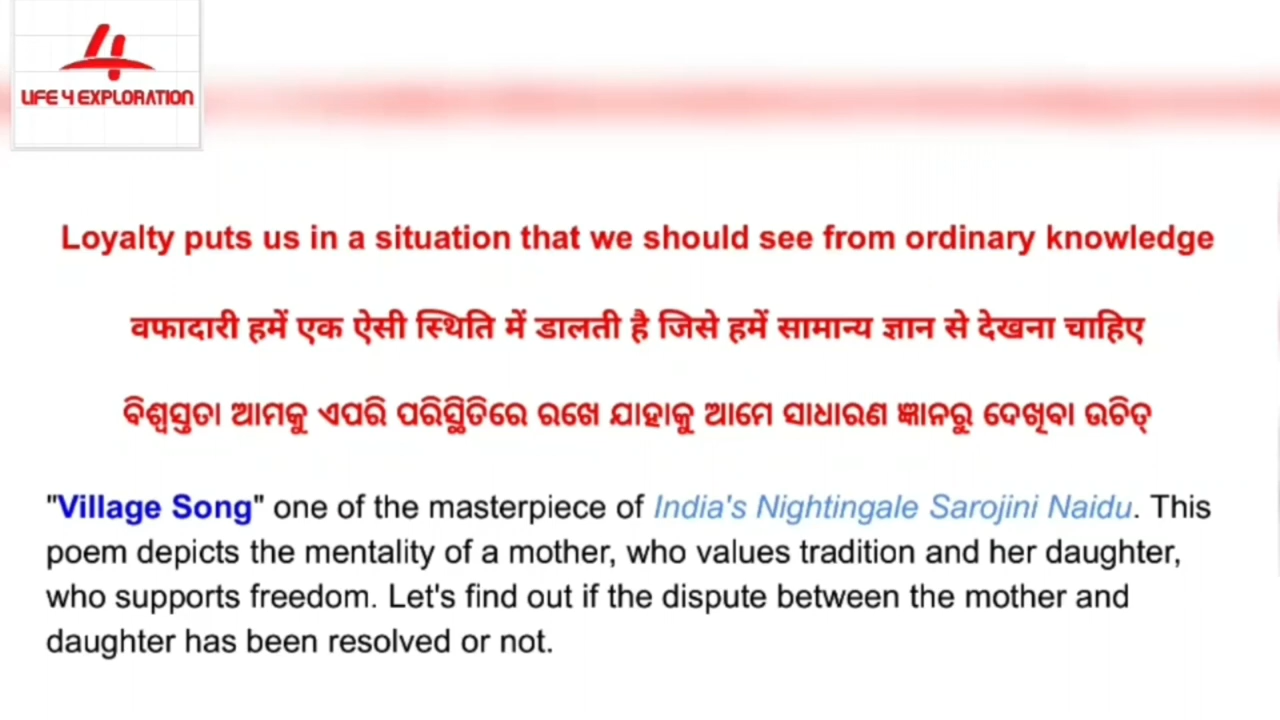 LIFE 4 EXPLORATION
Loyalty puts us in a situation that we should see from ordinary knowledge
वफादारी हमें एक ऐसी स्थिति में डालती है जिसे हमें सामान्य ज्ञान से देखना चाहिए
ବିଶ୍ୱସ୍ତତା ଆମକୁ ଏପରି ପରିସ୍ଥିତିରେ ରଖେ ଯାହାକୁ ଆମେ ସାଧାରଣ ଜ୍ଞାନରୁ ଦେଖିବା ଉଚିତ୍
"Village Song" one of the masterpiece of India's Nightingale Sarojini Naidu. This
poem depicts the mentality of a mother, who values tradition and her daughter,
who supports freedom. Let's find out if the dispute between the mother and
daughter has been resolved or not.